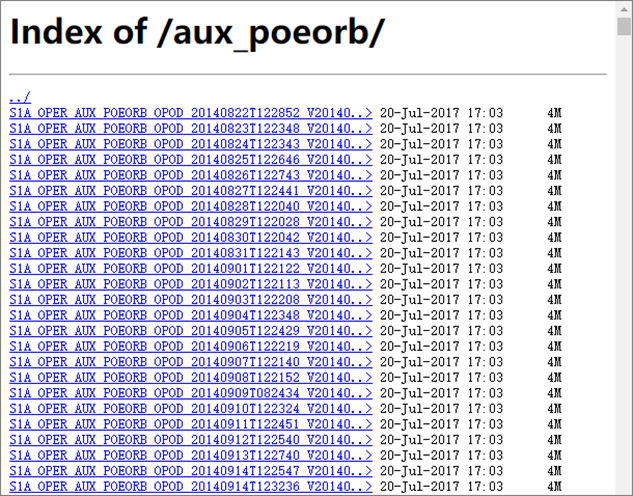 Index of /aux_poeorb/
../
S1A_OPER_AUX_POEORB_OPOD_20140822T122852_V20140..> 20-Jul-2017 17:03 4M
S1A_OPER_AUX_POEORB_OPOD_20140823T122348_V20140..> 20-Jul-2017 17:03 4M
S1A_OPER_AUX_POEORB_OPOD_20140824T122343_V20140..> 20-Jul-2017 17:03 4M
S1A_OPER_AUX_POEORB_OPOD_20140825T122646_V20140..> 20-Jul-2017 17:03 4M
S1A_OPER_AUX_POEORB_OPOD_20140826T122743_V20140..> 20-Jul-2017 17:03 4M
S1A_OPER_AUX_POEORB_OPOD_20140827T122441_V20140..> 20-Jul-2017 17:03 4M
S1A_OPER_AUX_POEORB_OPOD_20140828T122040_V20140..> 20-Jul-2017 17:03 4M
S1A_OPER_AUX_POEORB_OPOD_20140829T122028_V20140..> 20-Jul-2017 17:03 4M
S1A_OPER_AUX_POEORB_OPOD_20140830T122042_V20140..> 20-Jul-2017 17:03 4M
S1A_OPER_AUX_POEORB_OPOD_20140831T122143_V20140..> 20-Jul-2017 17:03 4M
S1A_OPER_AUX_POEORB_OPOD_20140901T122122_V20140..> 20-Jul-2017 17:03 4M
S1A_OPER_AUX_POEORB_OPOD_20140902T122113_V20140..> 20-Jul-2017 17:03 4M
S1A_OPER_AUX_POEORB_OPOD_20140903T122208_V20140..> 20-Jul-2017 17:03 4M
S1A_OPER_AUX_POEORB_OPOD_20140904T122348_V20140..> 20-Jul-2017 17:03 4M
S1A_OPER_AUX_POEORB_OPOD_20140905T122429_V20140..> 20-Jul-2017 17:03 4M
S1A_OPER_AUX_POEORB_OPOD_20140906T122219_V20140..> 20-Jul-2017 17:03 4M
S1A_OPER_AUX_POEORB_OPOD_20140907T122140_V20140..> 20-Jul-2017 17:03 4M
S1A_OPER_AUX_POEORB_OPOD_20140908T122152_V20140..> 20-Jul-2017 17:03 4M
S1A_OPER_AUX_POEORB_OPOD_20140909T082434_V20140..> 20-Jul-2017 17:03 4M
S1A_OPER_AUX_POEORB_OPOD_20140910T122324_V20140..> 20-Jul-2017 17:03 4M
S1A_OPER_AUX_POEORB_OPOD_20140911T122451_V20140..> 20-Jul-2017 17:03 4M
S1A_OPER_AUX_POEORB_OPOD_20140912T122540_V20140..> 20-Jul-2017 17:03 4M
S1A_OPER_AUX_POEORB_OPOD_20140913T122740_V20140..> 20-Jul-2017 17:03 4M
S1A_OPER_AUX_POEORB_OPOD_20140914T122547_V20140..> 20-Jul-2017 17:03 4M
S1A_OPER_AUX_POEORB_OPOD_20140914T123236_V20140..> 20-Jul-2017 17:03 4M